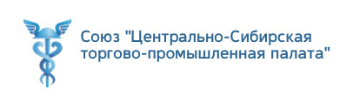 Союз "Центрально-Сибирская
торгово-промышленная палата"